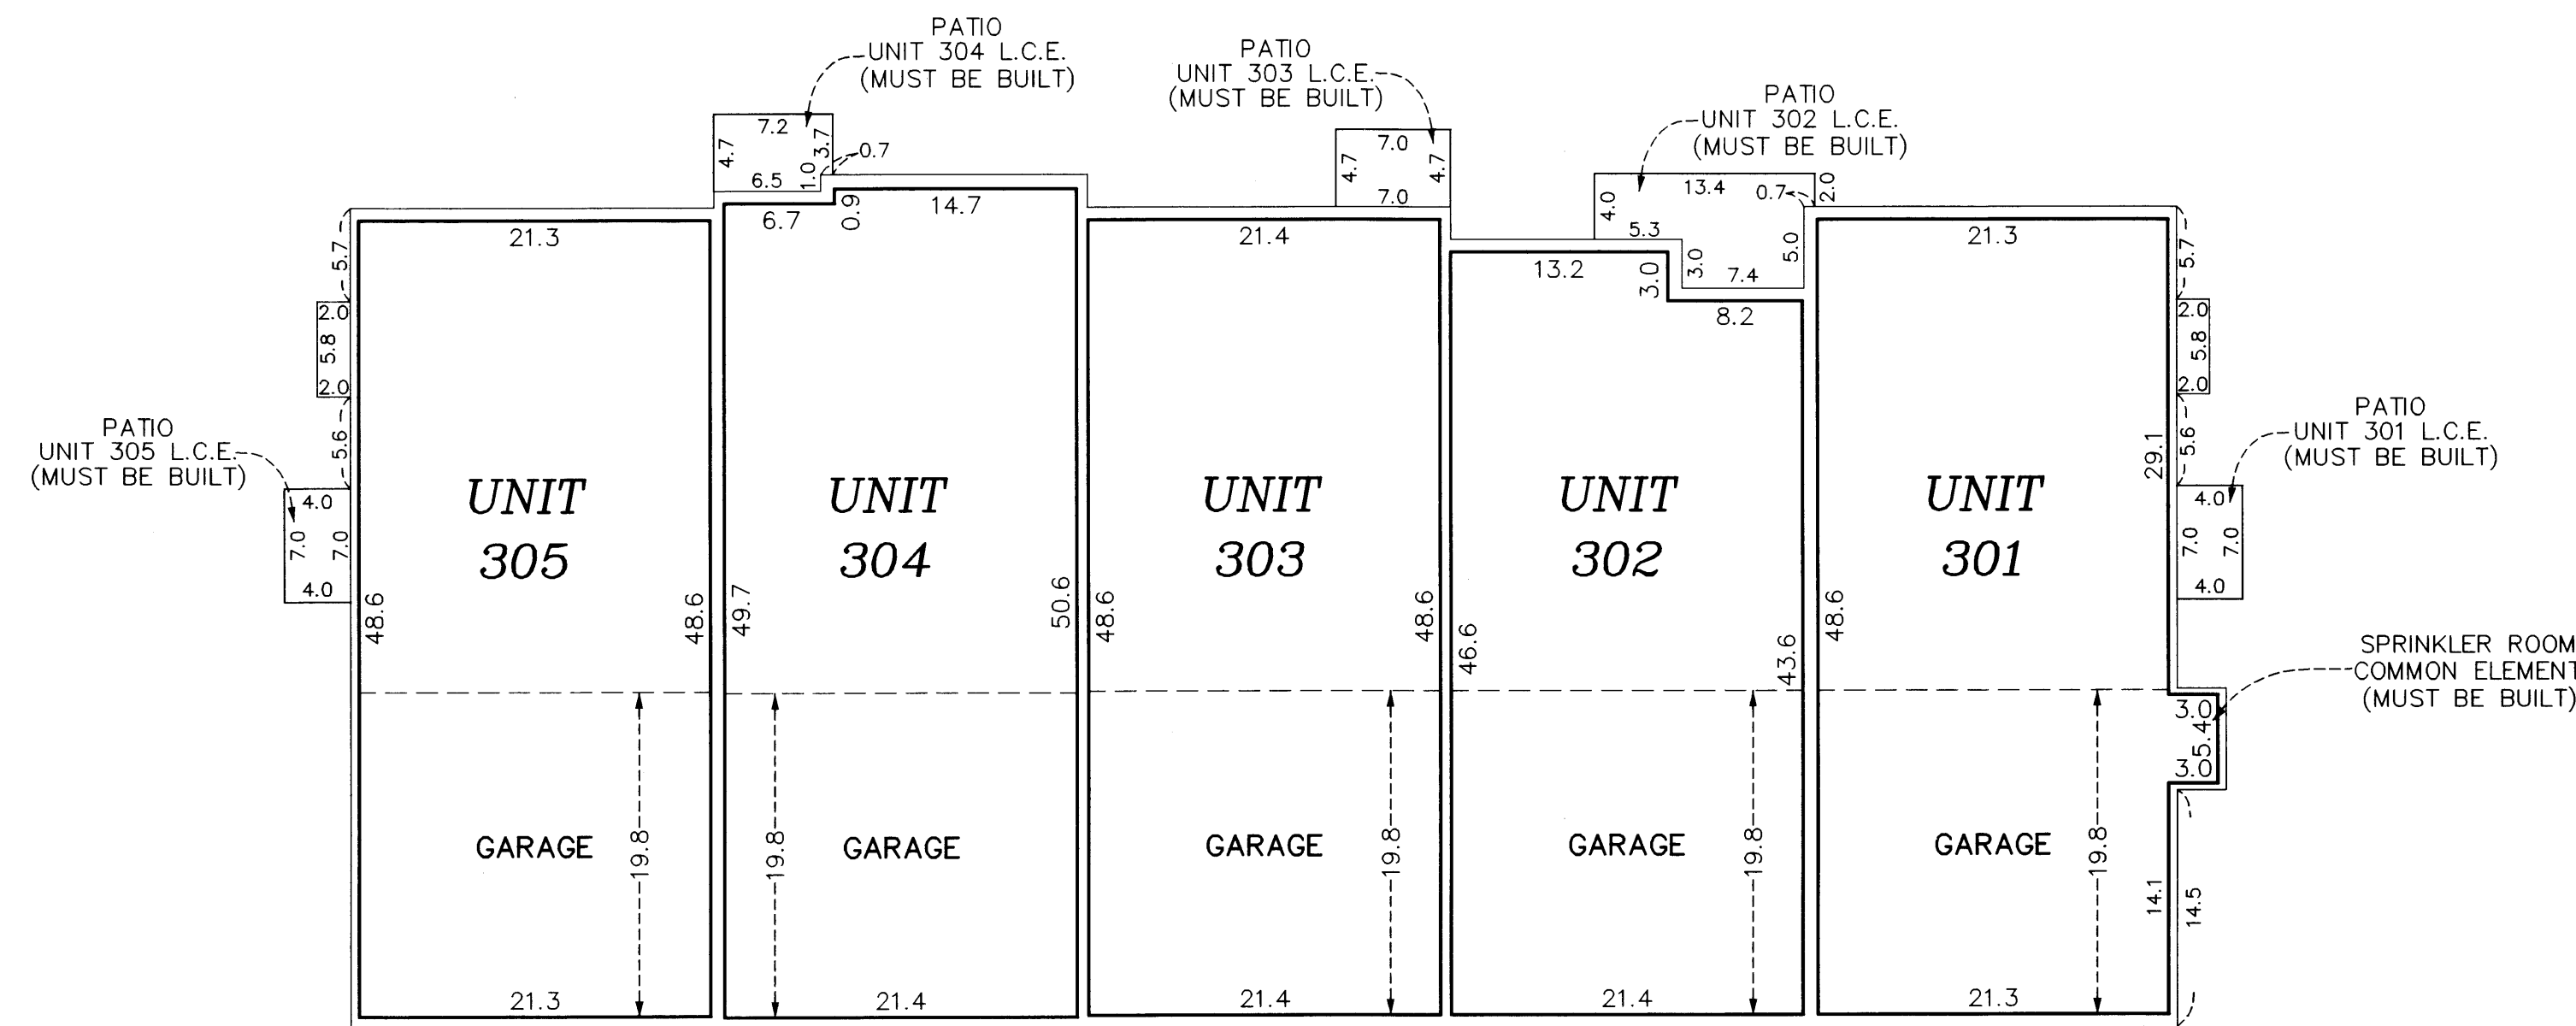 PATIO
UNIT 304 L.C.E.
(MUST BE BUILT)
PATIO
UNIT 303 L.C.E.
(MUST BE BUILT)
PATIO
UNIT 302 L.C.E.
(MUST BE BUILT)
7.2
4.7
3.7
0.7
6.5
1.0
7.0
4.7
4.7
7.0
13.4
0.7
2.0
4.0
5.3
3.0
7.4
5.0
6.7
0.9
14.7
21.3
21.4
13.2
3.0
8.2
21.3
5.7
2.0
5.8
2.0
5.6
5.7
2.0
5.8
2.0
5.6
PATIO
UNIT 305 L.C.E.
(MUST BE BUILT)
4.0
7.0
7.0
4.0
PATIO
UNIT 301 L.C.E.
(MUST BE BUILT)
4.0
7.0
7.0
4.0
29.1
UNIT
305
UNIT
304
UNIT
303
UNIT
302
UNIT
301
48.6
48.6
49.7
50.6
48.6
48.6
46.6
43.6
48.6
SPRINKLER ROOM
COMMON ELEMENT
(MUST BE BUILT)
3.0
5.4
3.0
GARAGE
19.8
19.8
GARAGE
GARAGE
19.8
GARAGE
19.8
GARAGE
19.8
14.1
14.5
21.3
21.4
21.4
21.4
21.3